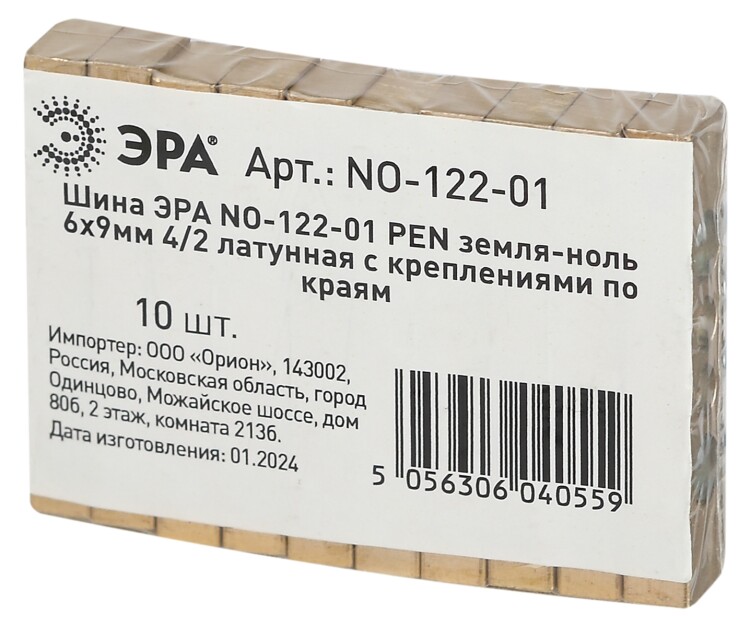 ЭРА® Арт.: NO-122-01
Шина ЭРА NO-122-01 PEN земля-ноль
6х9мм 4/2 латунная с креплениями по
краям
10 шт.
Импортер: ООО «Орион», 143002,
Россия, Московская область, город
Одинцово, Можайское шоссе, дом
80б, 2 этаж, комната 213б.
Дата изготовления: 01.2024
5 056306 040559